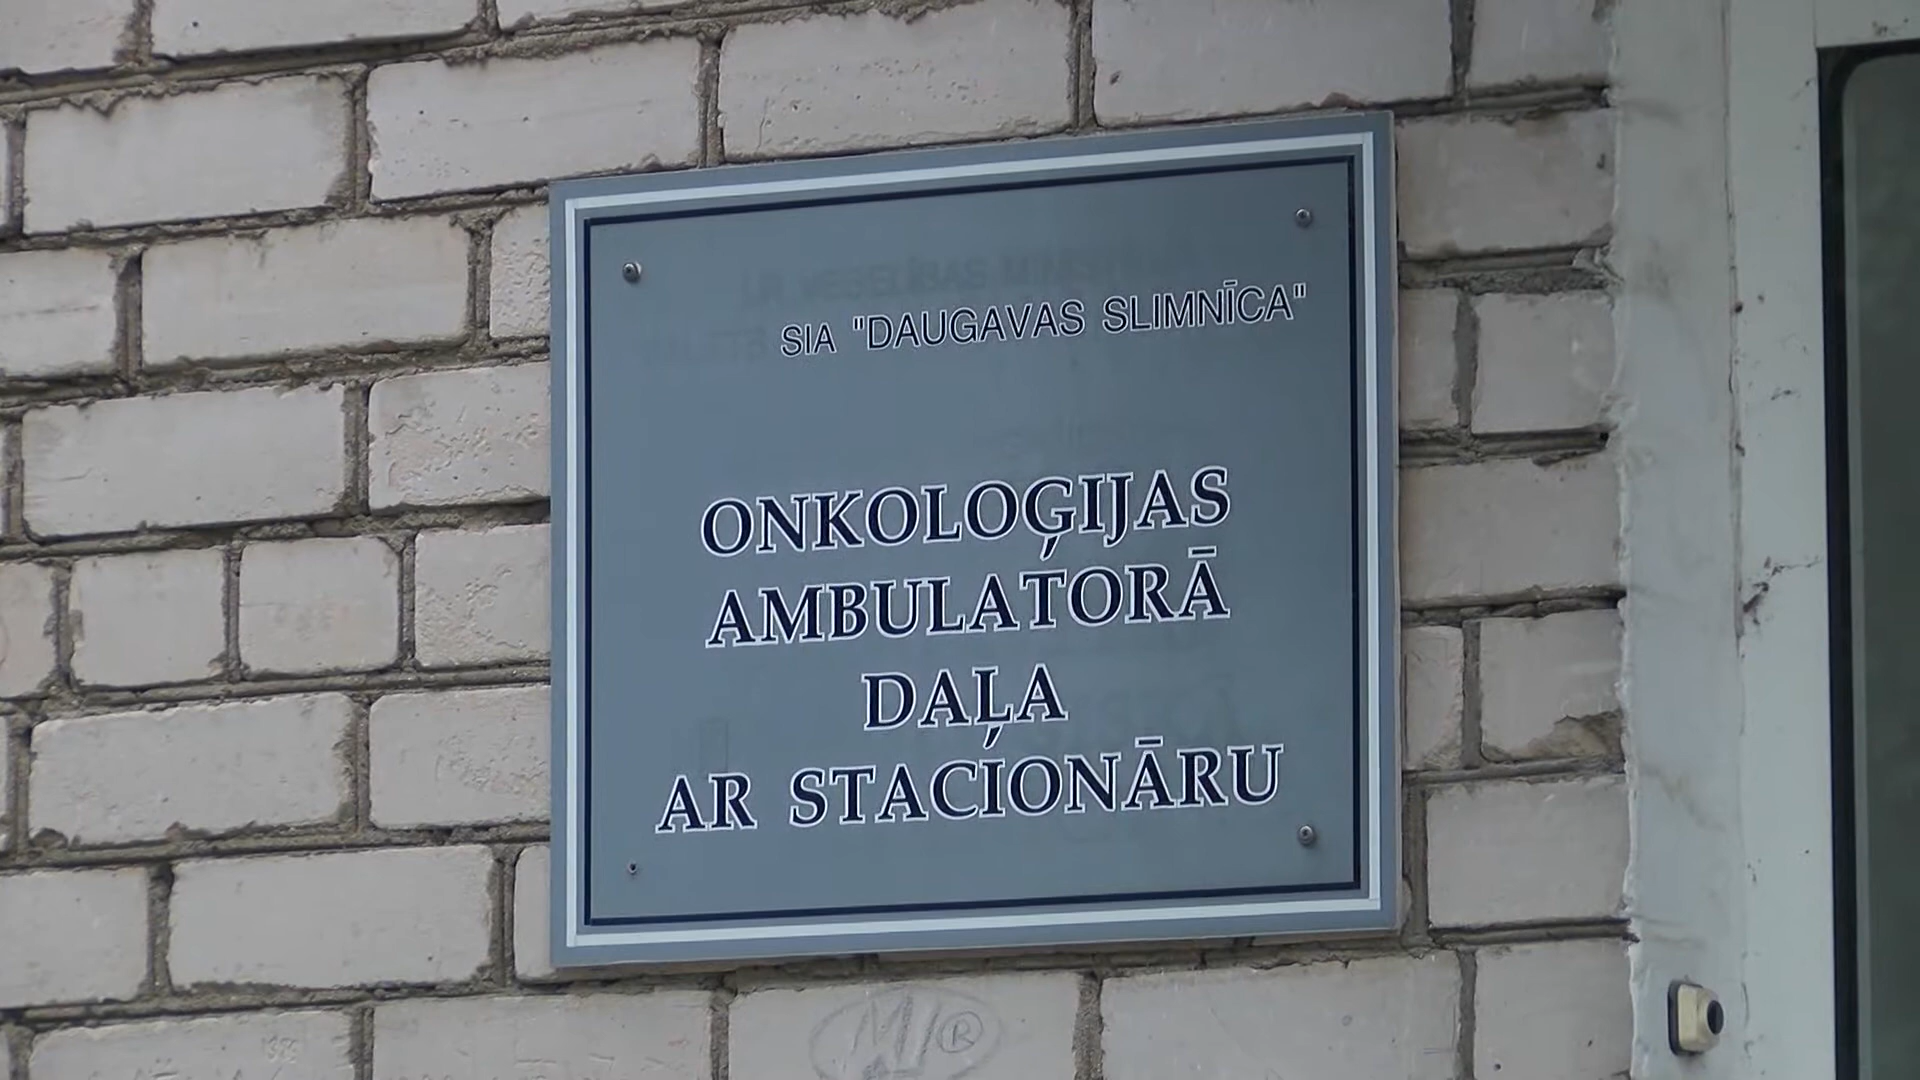 SIA "DAUGAVAS SLIMNĪCA"
ONKOLOĢIJAS
AMBULATORĀ
DAĻA
AR STACIONĀRU